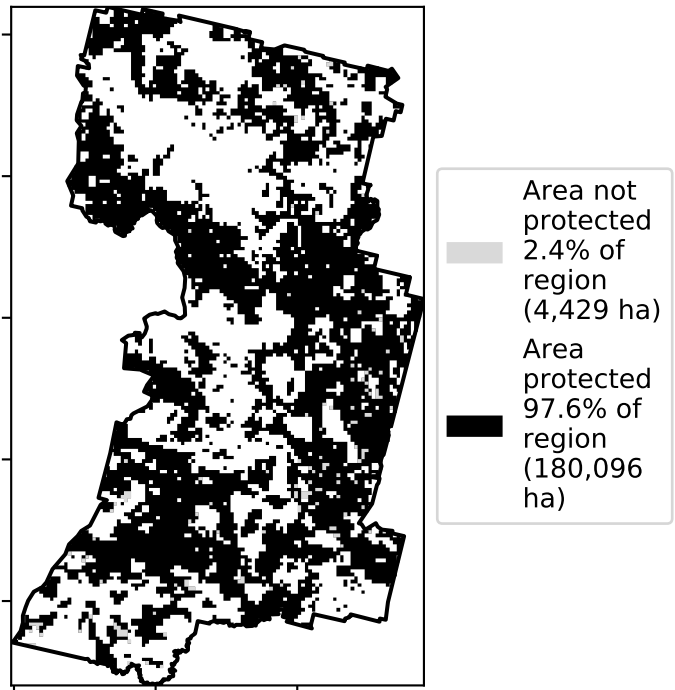 Area not
protected
2.4% of
region
(4,429 ha)
Area
protected
97.6% of
region
(180,096
ha)